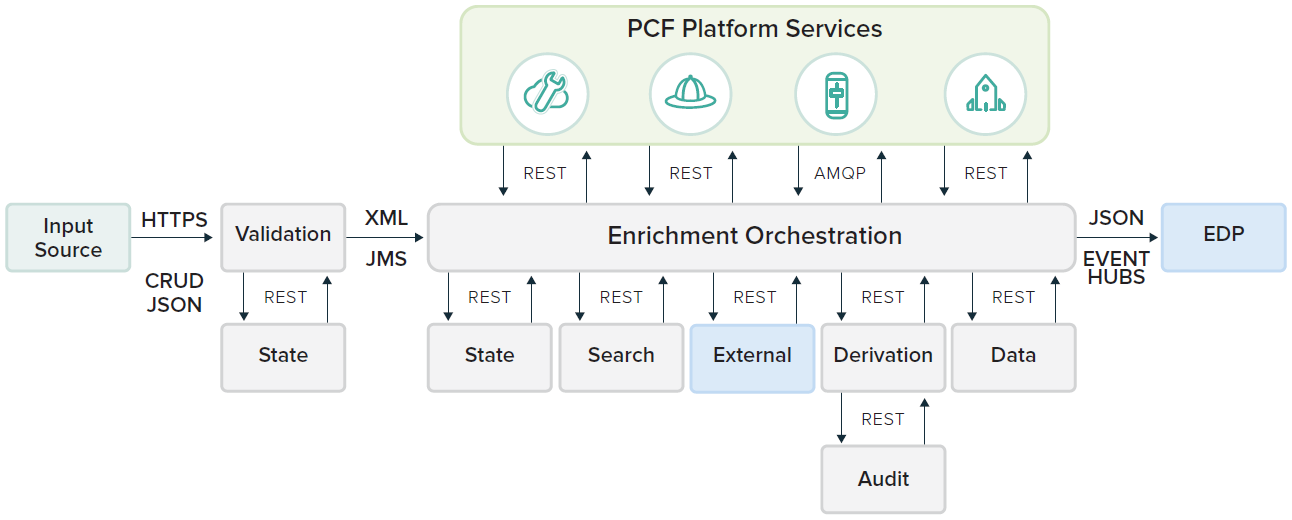 PCF Platform Services
REST
REST
AMQP
REST
Input
Source
HTTPS
CRUD
JSON
Validation
XML
JMS
Enrichment Orchestration
JSON
EVENT
HUBS
EDP
REST
REST
REST
REST
REST
REST
State
State
Search
External
Derivation
Data
REST
Audit